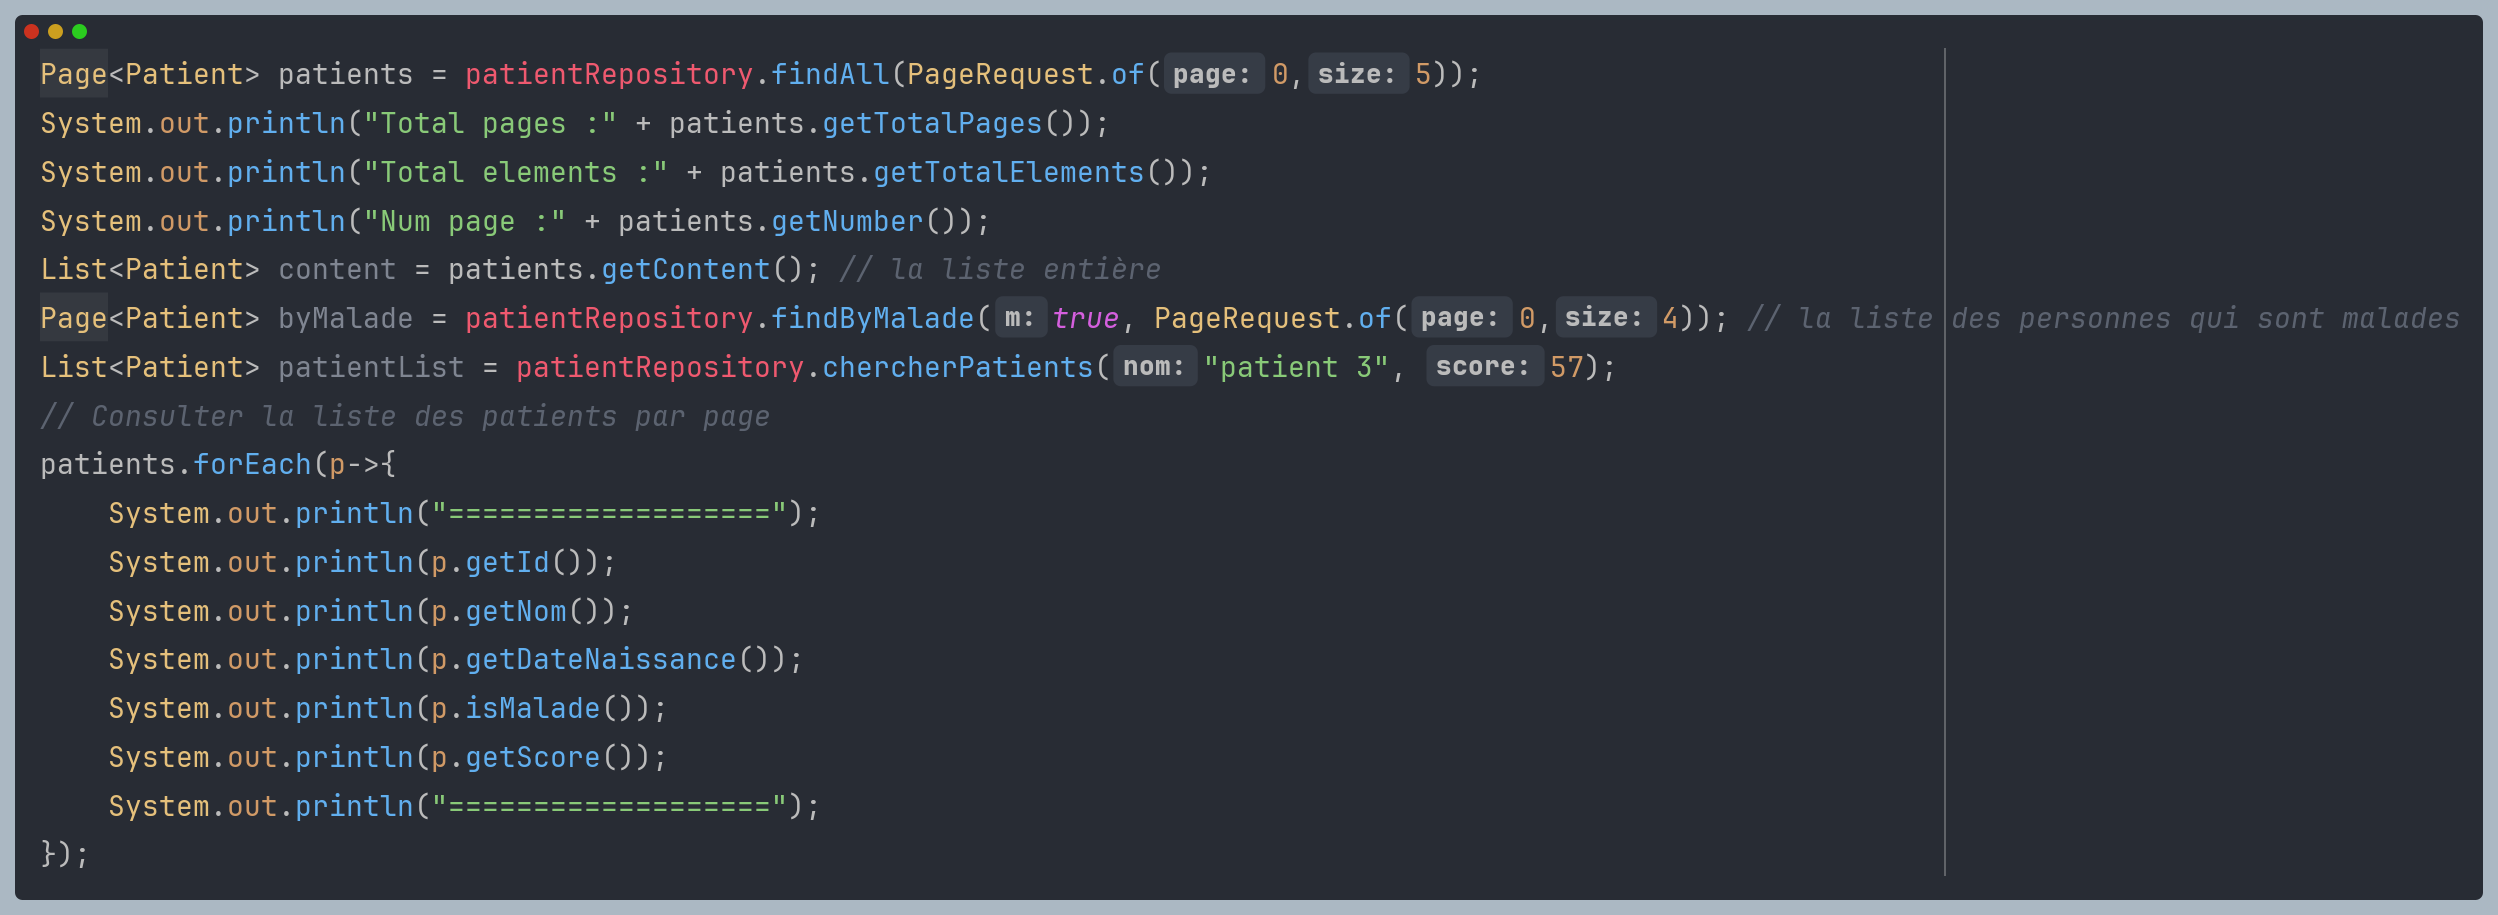 Page<Patient> patients = patientRepository.findAll(PageRequest.of( page: 0, size: 5));
System.out.println("Total pages :" + patients.getTotalPages());
System.out.println("Total elements :" + patients.getTotalElements());
System.out.println("Num page :" + patients.getNumber());
List<Patient> content = patients.getContent(); // la liste entière
Page<Patient> byMalade = patientRepository.findByMalade( m: true, PageRequest.of( page: 0, size: 4)); // la liste des personnes qui sont malades
List<Patient> patientList = patientRepository.chercherPatients( nom: "patient 3", score: 57);
// Consulter la liste des patients par page
patients.forEach(p->{
    System.out.println("===================");
    System.out.println(p.getId());
    System.out.println(p.getNom());
    System.out.println(p.getDateNaissance());
    System.out.println(p.isMalade());
    System.out.println(p.getScore());
    System.out.println("===================");
});